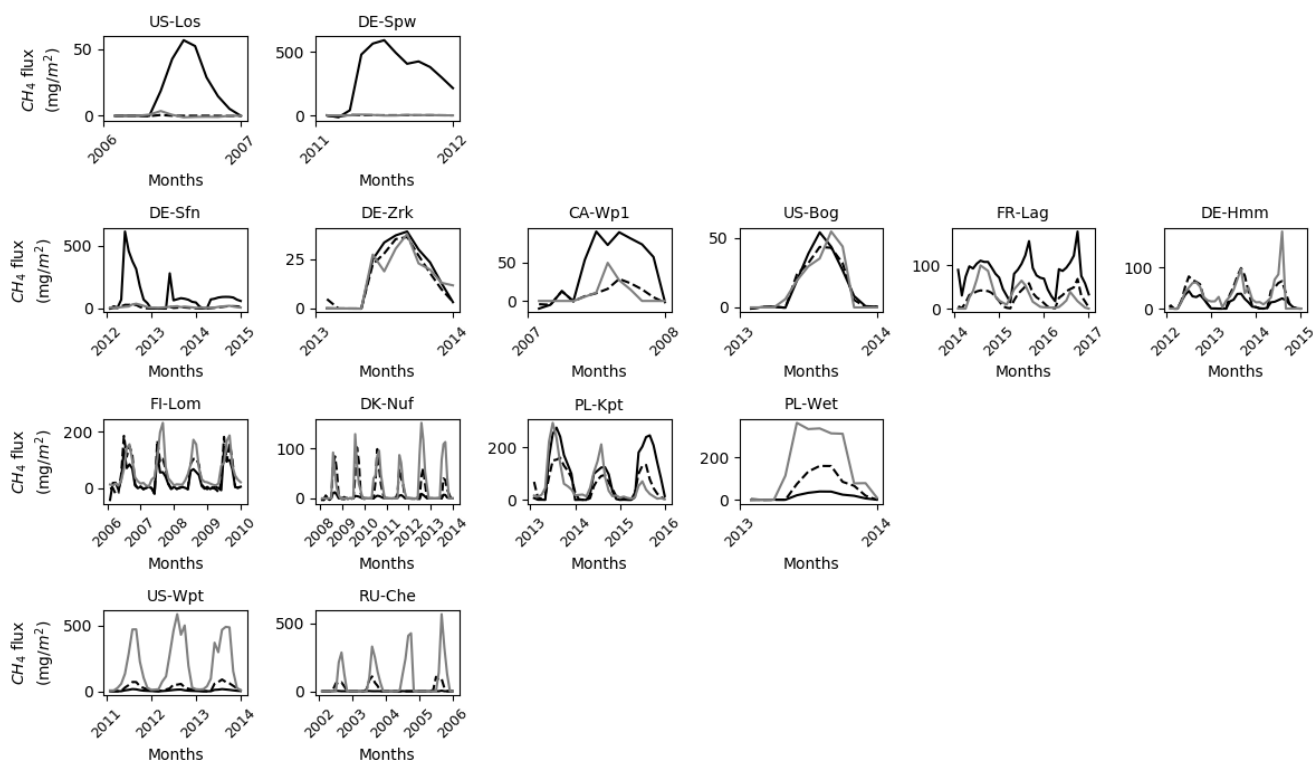 US-Los DE-Spw
CH₄ flux
(mg/m²)
50
0
500
0
2006 2007 2011 2012
Months Months
DE-Sfn DE-Zrk CA-Wp1 US-Bog FR-Lag DE-Hmm
CH₄ flux
(mg/m²)
500
0
25
0
50
0
50
0
100
0
100
0
2012 2013 2014 2015 2013 2014 2007 2008 2013 2014 2014 2015 2016 2017 2012 2013 2014 2015
Months Months Months Months Months Months
FI-Lom DK-Nuf PL-Kpt PL-Wet
CH₄ flux
(mg/m²)
200
0
100
0
200
0
200
0
2006 2007 2008 2009 2010 2008 2009 2010 2011 2012 2013 2014 2013 2014 2015 2016 2013 2014
Months Months Months Months
US-Wpt RU-Che
CH₄ flux
(mg/m²)
500
0
500
0
2011 2012 2013 2014 2002 2003 2004 2005 2006
Months Months